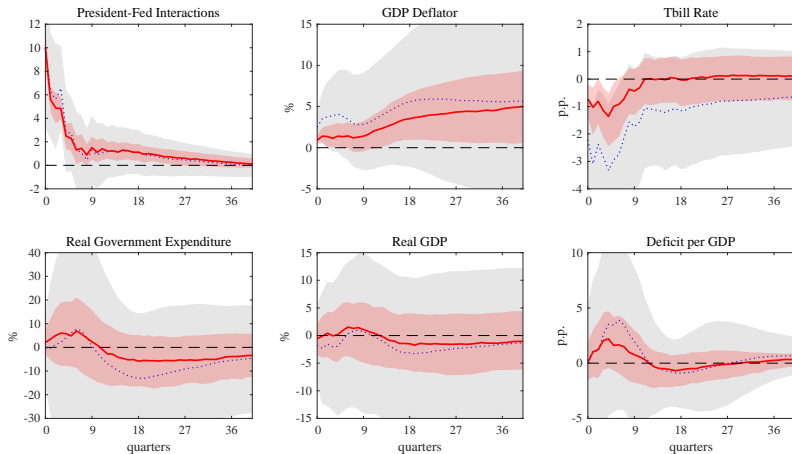 President-Fed Interactions
12
10
8
6
4
2
0
-2
0 9 18 27 36
GDP Deflator
%
15
10
5
0
-5
0 9 18 27 36
Tbill Rate
p.p.
2
1
0
-1
-2
-3
-4
0 9 18 27 36
Real Government Expenditure
%
40
30
20
10
0
-10
-20
-30
0 9 18 27 36
quarters
Real GDP
%
15
10
5
0
-5
-10
-15
0 9 18 27 36
quarters
Deficit per GDP
p.p.
10
5
0
-5
0 9 18 27 36
quarters